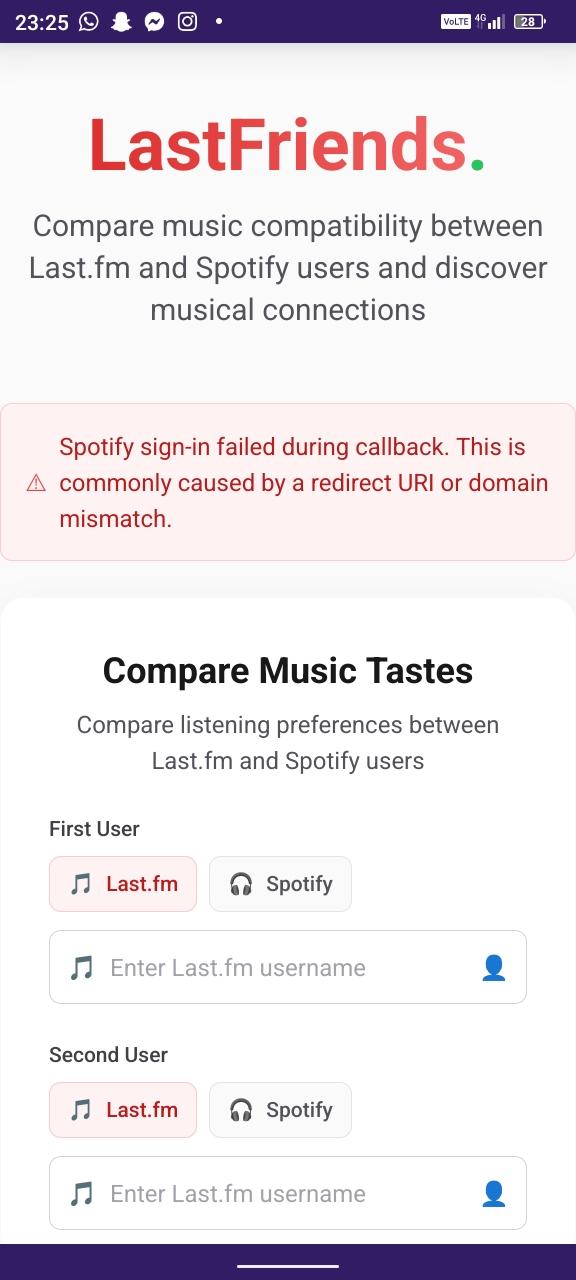 23:25
VoLTE 4G 28
LastFriends.
Compare music compatibility between
Last.fm and Spotify users and discover
musical connections
Spotify sign-in failed during callback. This is
commonly caused by a redirect URI or domain
mismatch.
Compare Music Tastes
Compare listening preferences between
Last.fm and Spotify users
First User
Last.fm Spotify
Enter Last.fm username
Second User
Last.fm Spotify
Enter Last.fm username